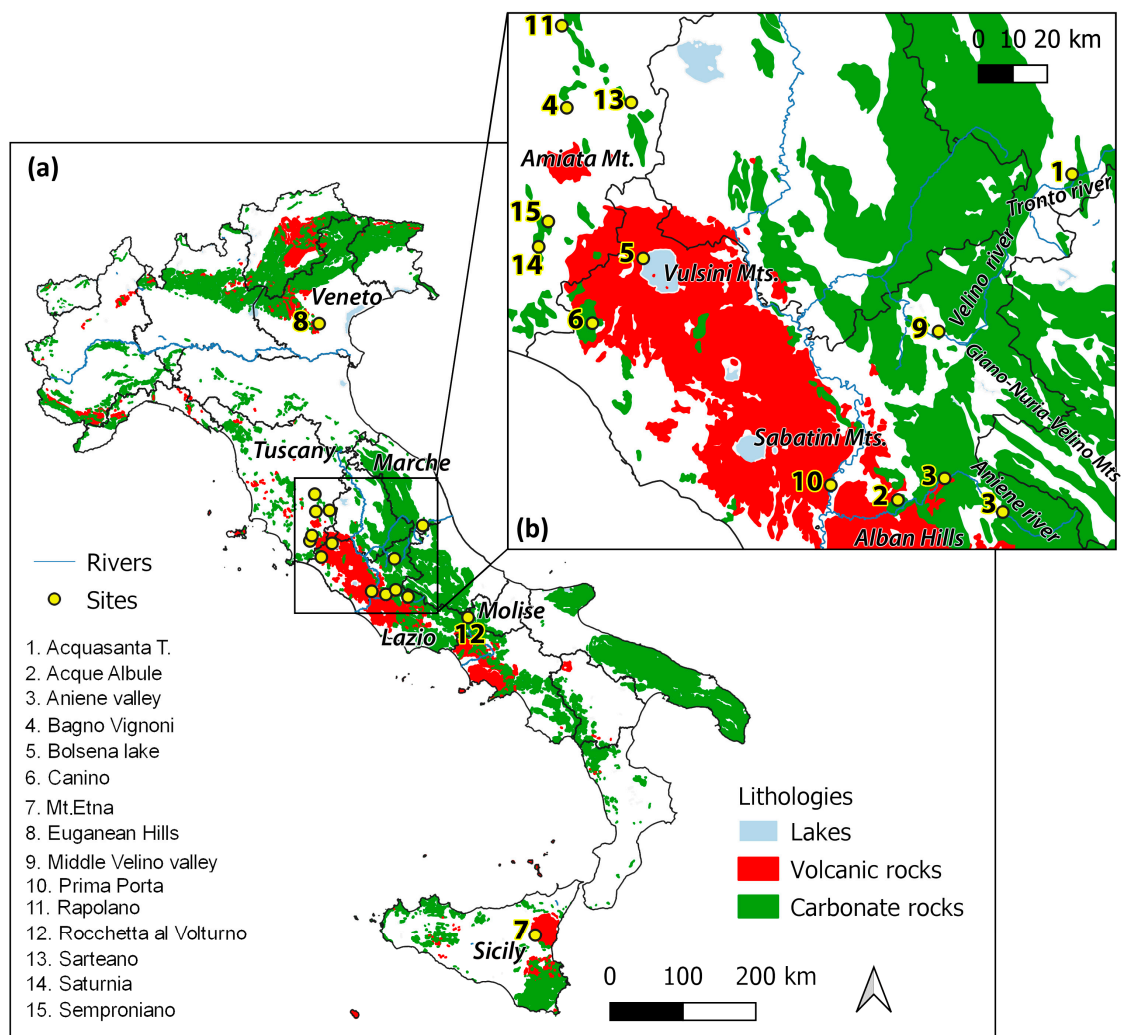 (a)
Veneto
8
Tuscany
Marche
Molise
12
Lazio
7
Sicily
Rivers
Sites
1. Acquasanta T.
2. Acque Albule
3. Aniene valley
4. Bagno Vignoni
5. Bolsena lake
6. Canino
7. Mt.Etna
8. Euganean Hills
9. Middle Velino valley
10. Prima Porta
11. Rapolano
12. Rocchetta al Volturno
13. Sarteano
14. Saturnia
15. Semproniano
Lithologies
Lakes
Volcanic rocks
Carbonate rocks
0 100 200 km
(b)
0 10 20 km
11
4
13
Amiata Mt.
1
Tronto river
15
14
5
Vulsini Mts.
Velino river
6
9
Giano-Nuria-Velino Mts
Sabatini Mts.
10
2
3
3
Aniene river
Alban Hills